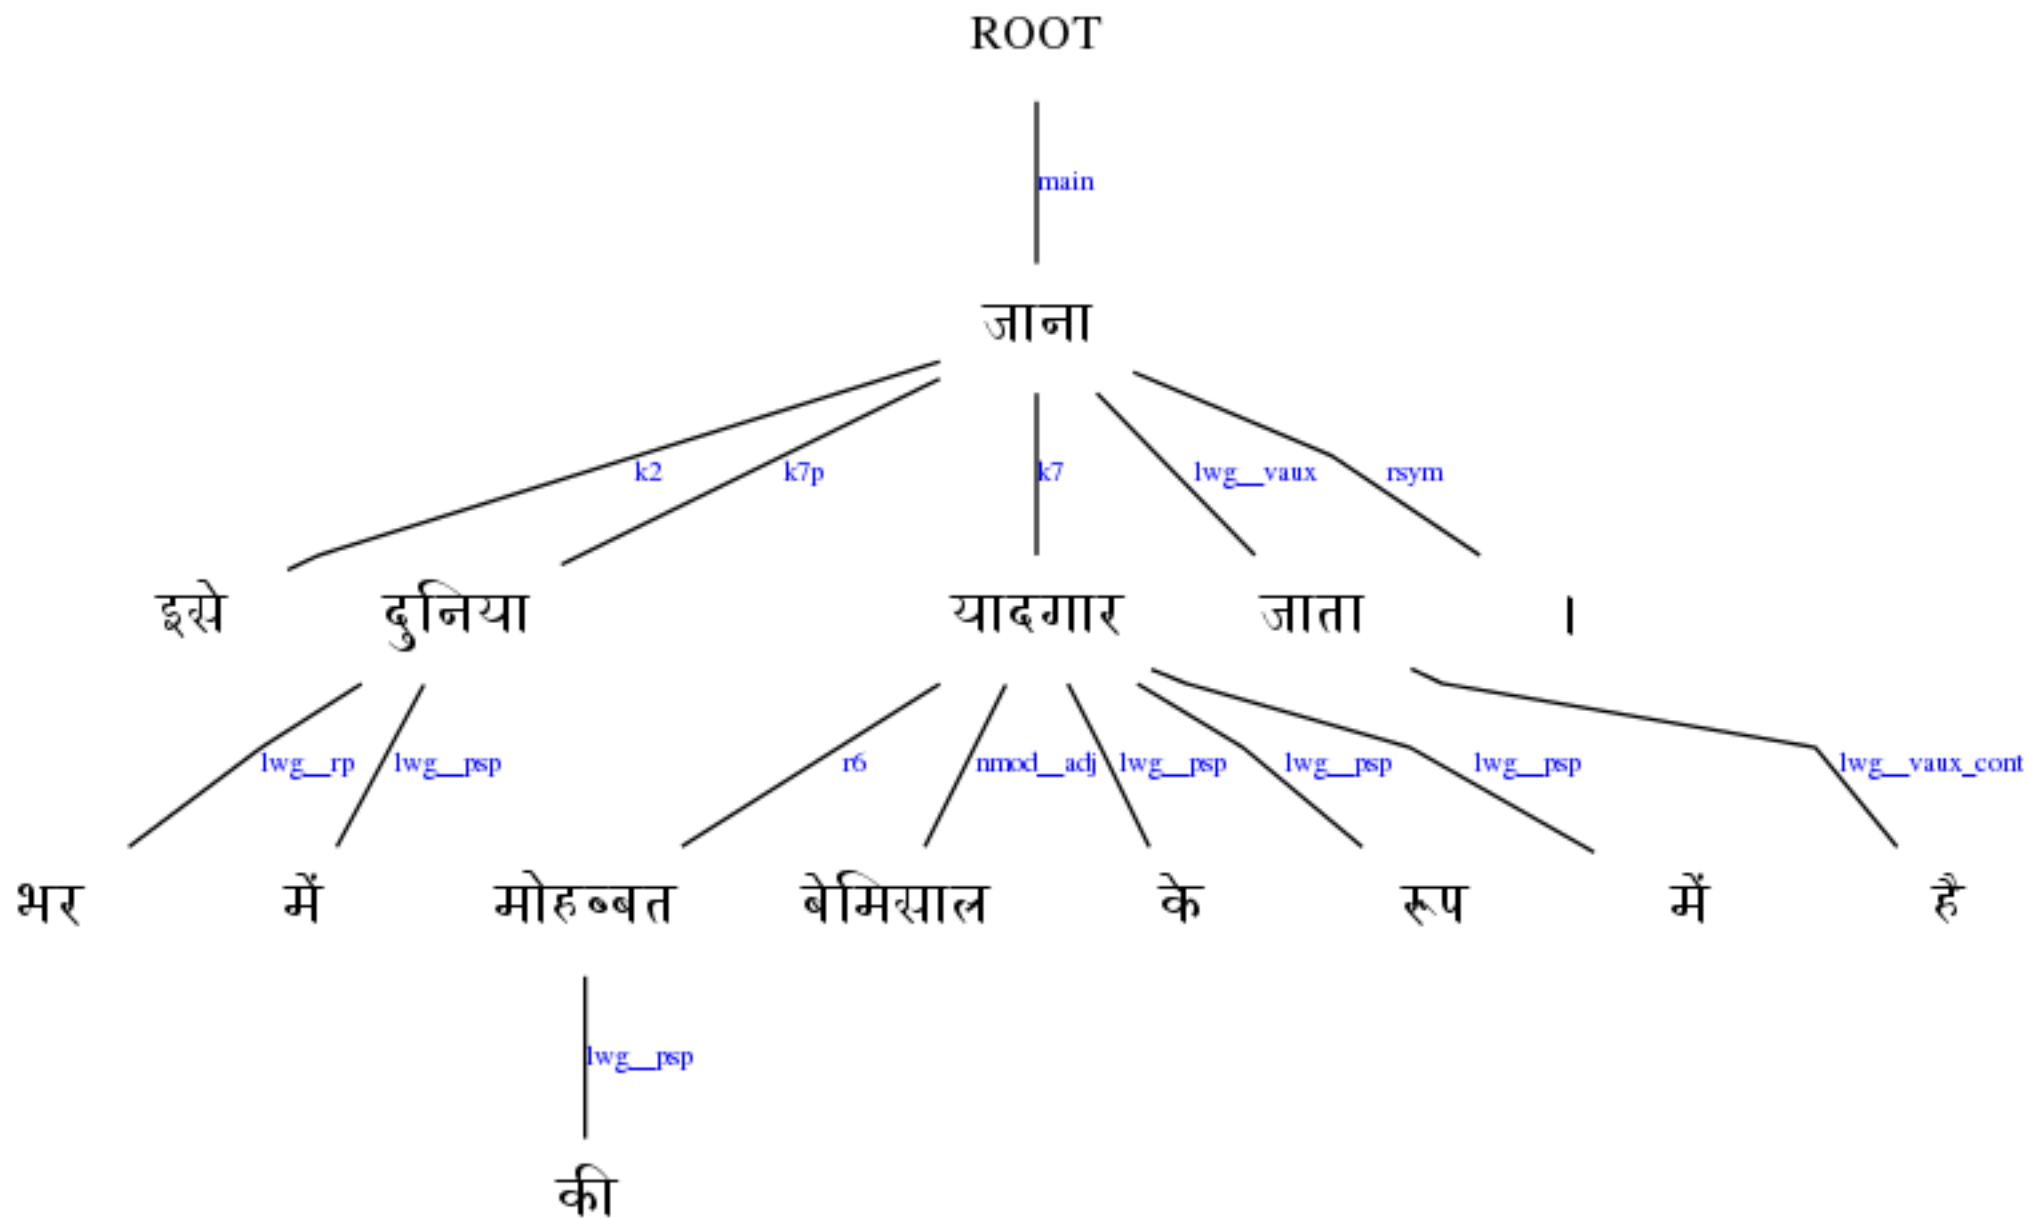 ROOT
main
जाना
k2 k7p k7 lwg__vaux rsym
इसे दुनिया यादगार जाता ।
lwg__rp lwg__psp r6 nmod__adj lwg__psp lwg__psp lwg__psp lwg__vaux_cont
भर में मोहब्बत बेमिसाल के रूप में है
lwg__psp
की